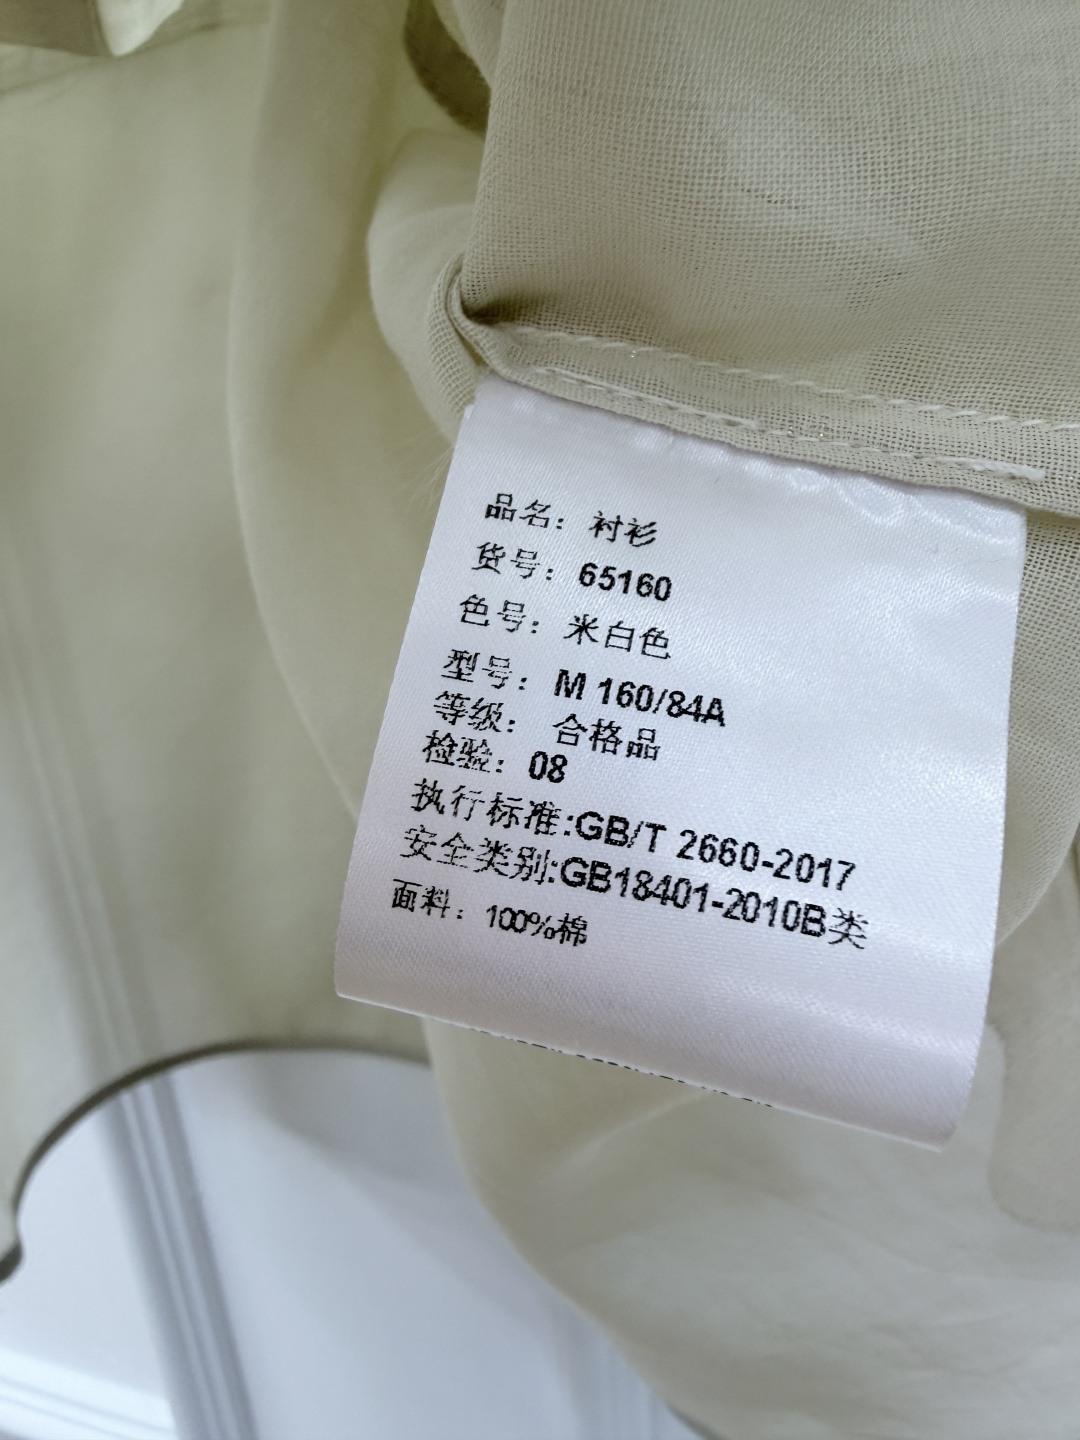 品名：衬衫
货号：65160
色号：米白色
型号：M 160/84A
等级：合格品
检验：08
执行标准:GB/T 2660-2017
安全类别:GB18401-2010B类
面料：100%棉